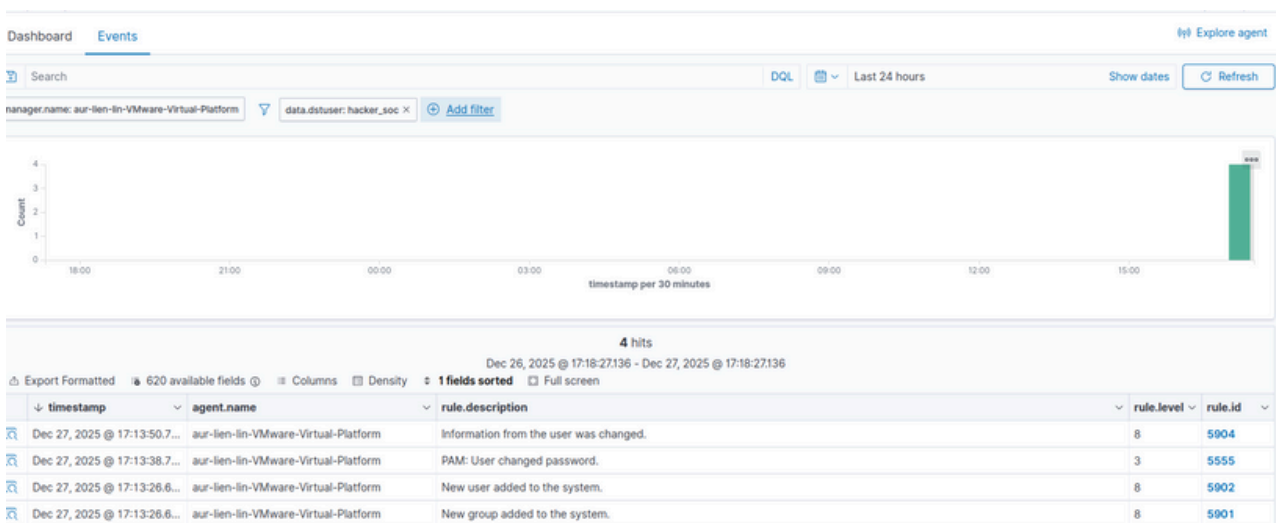 Dashboard Events
Explore agent
Search DQL Last 24 hours Show dates Refresh
manager.name: aur-lien-lin-VMware-Virtual-Platform data.dstuser: hacker_soc × Add filter
4
3
2
1
0
Count
18:00 21:00 00:00 03:00 06:00 09:00 12:00 15:00
timestamp per 30 minutes
4 hits
Dec 26, 2025 @ 17:18:27.136 - Dec 27, 2025 @ 17:18:27.136
Export Formatted 620 available fields Columns Density 1 fields sorted Full screen
timestamp agent.name rule.description rule.level rule.id
Dec 27, 2025 @ 17:13:50.7... aur-lien-lin-VMware-Virtual-Platform Information from the user was changed. 8 5904
Dec 27, 2025 @ 17:13:38.7... aur-lien-lin-VMware-Virtual-Platform PAM: User changed password. 3 5555
Dec 27, 2025 @ 17:13:26.6... aur-lien-lin-VMware-Virtual-Platform New user added to the system. 8 5902
Dec 27, 2025 @ 17:13:26.6... aur-lien-lin-VMware-Virtual-Platform New group added to the system. 8 5901